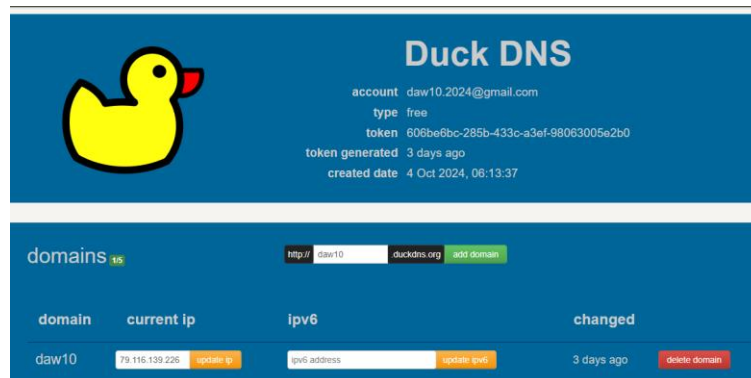 Duck DNS
account daw10.2024@gmail.com
type free
token 606be6bc-285b-433c-a3ef-98063005e2b0
token generated 3 days ago
created date 4 Oct 2024, 06:13:37
domains 1/5
http:// daw10 .duckdns.org add domain
domain current ip ipv6 changed
daw10 79.116.139.226 update ip ipv6 address update ipv6 3 days ago delete domain